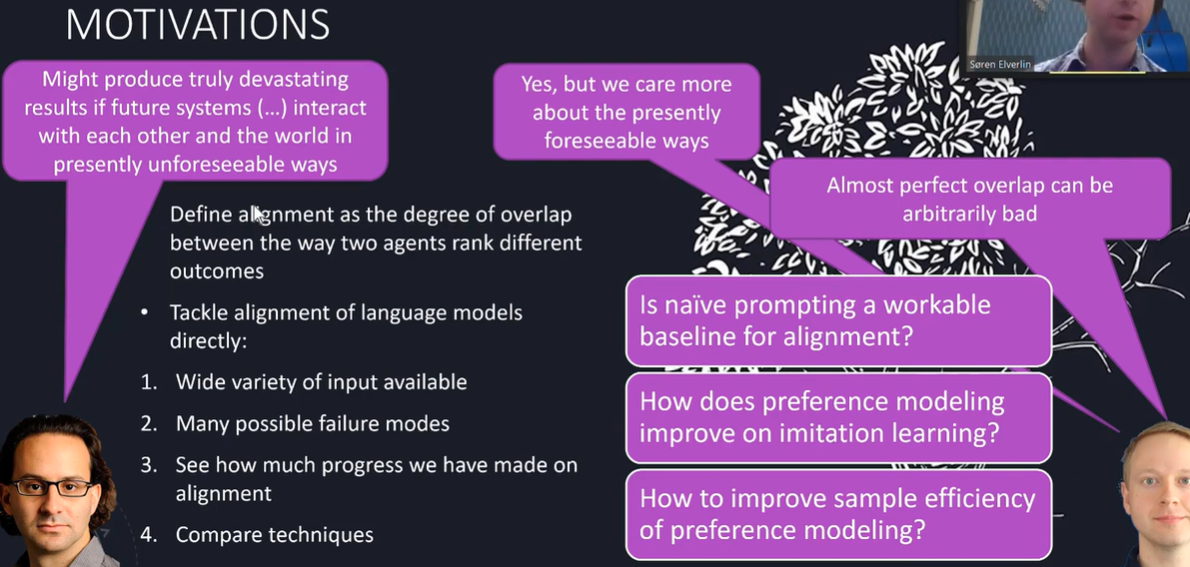 MOTIVATIONS
Søren Elverlin
Might produce truly devastating
results if future systems (...) interact
with each other and the world in
presently unforeseeable ways
Yes, but we care more
about the presently
foreseeable ways
Almost perfect overlap can be
arbitrarily bad
Define alignment as the degree of overlap
between the way two agents rank different
outcomes
• Tackle alignment of language models
directly:
1. Wide variety of input available
2. Many possible failure modes
3. See how much progress we have made on
alignment
4. Compare techniques
Is naïve prompting a workable
baseline for alignment?
How does preference modeling
improve on imitation learning?
How to improve sample efficiency
of preference modeling?